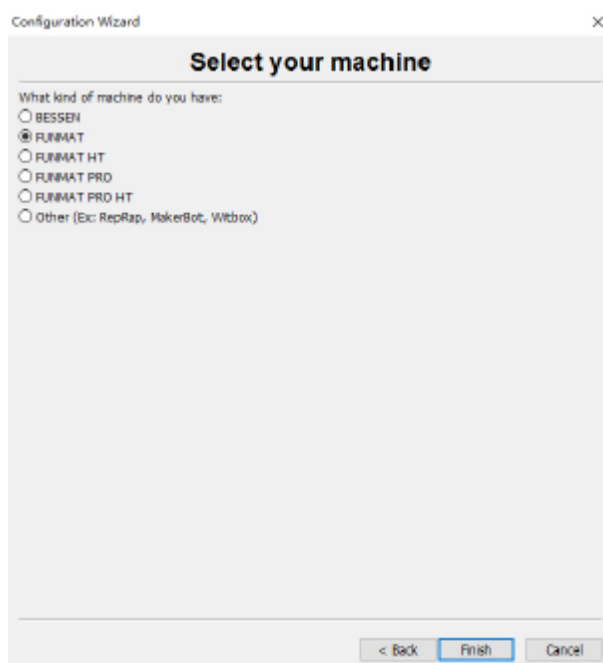 Configuration Wizard
Select your machine
What kind of machine do you have:
BESSEN
FUNMAT
FUNMAT HT
FUNMAT PRO
FUNMAT PRO HT
Other (Ex: RepRap, MakerBot, Witbox)
< Back Finish Cancel